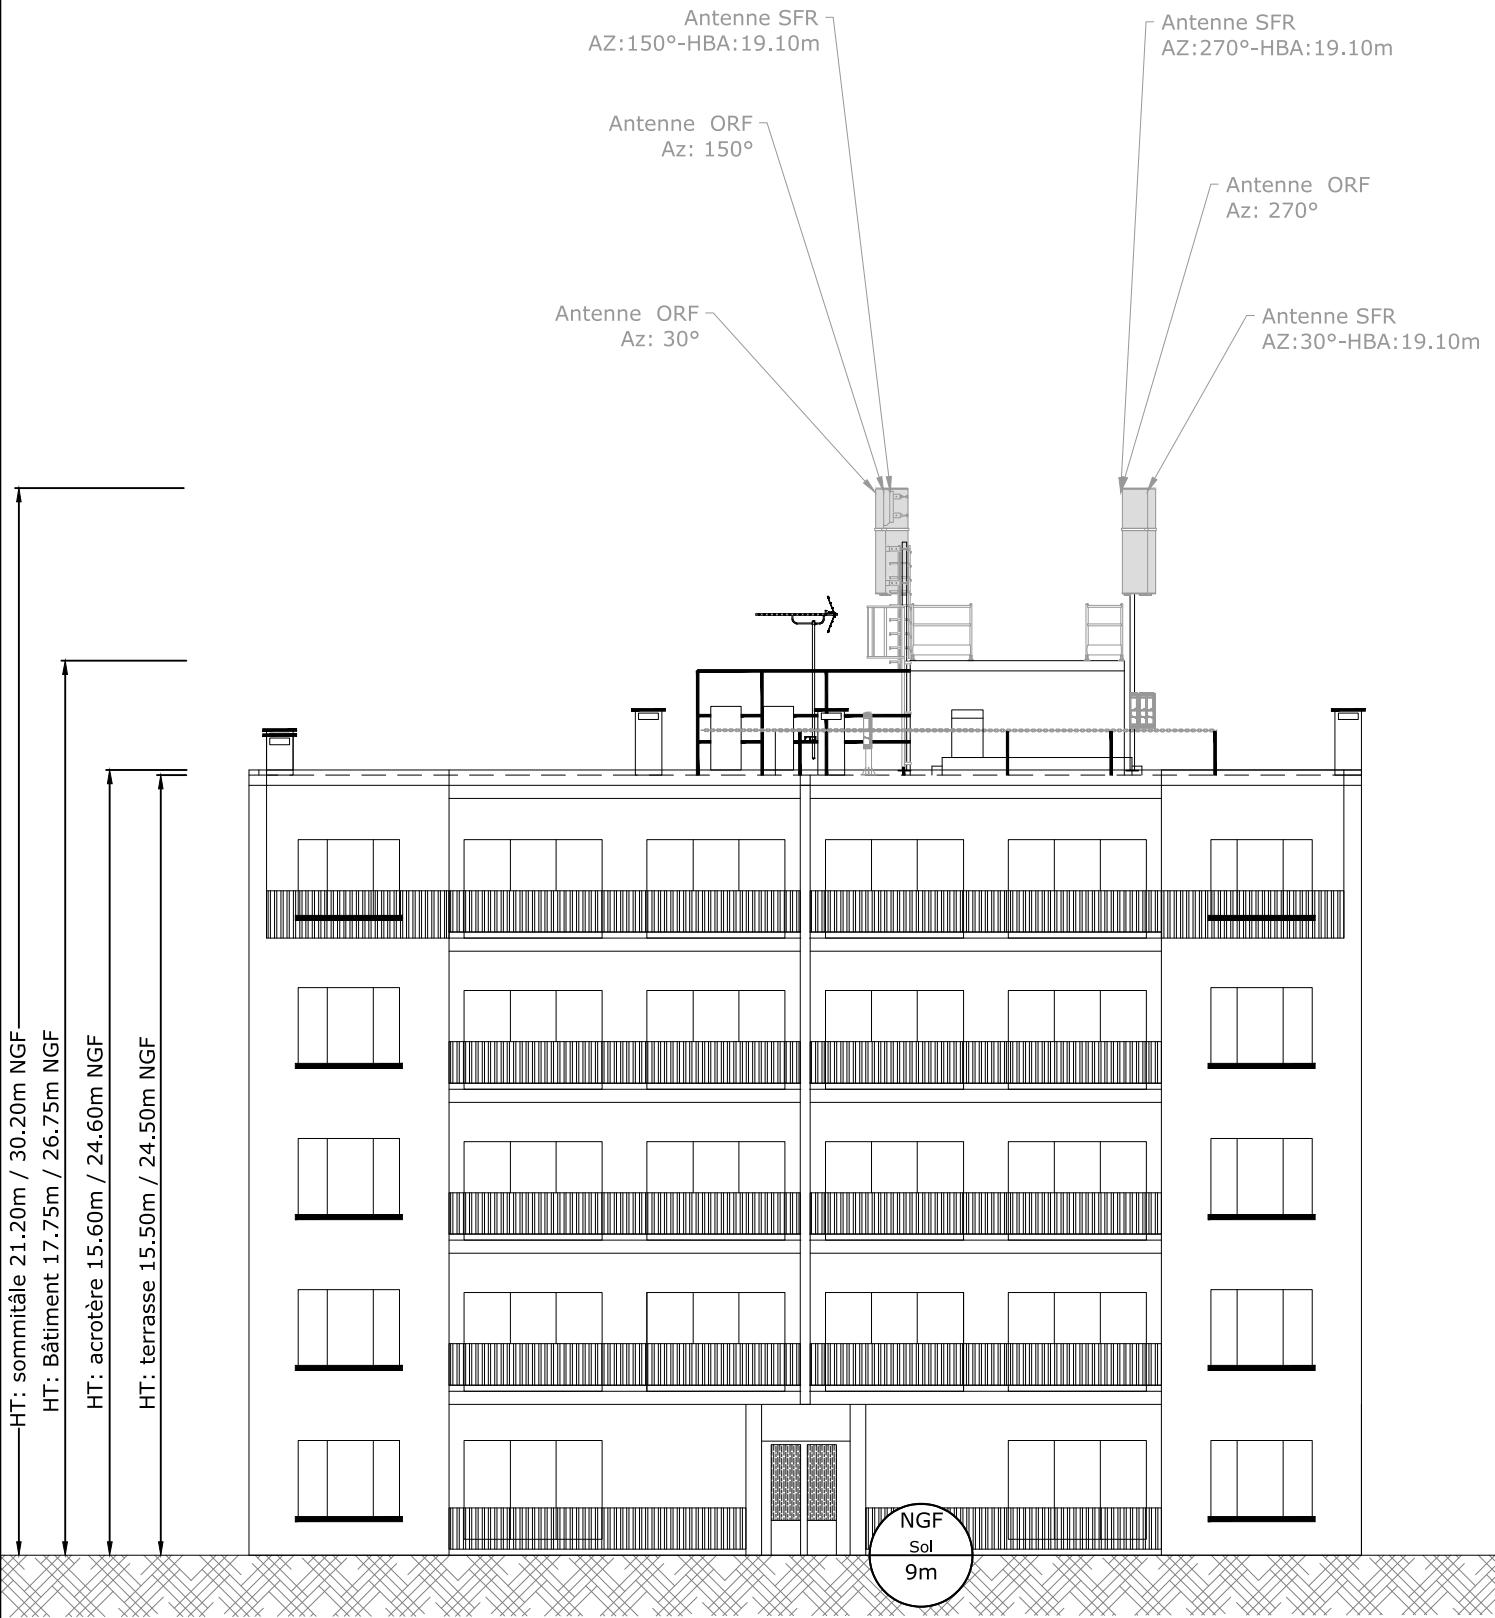 Antenne SFR
AZ:150°-HBA:19.10m
Antenne SFR
AZ:270°-HBA:19.10m
Antenne ORF
Az: 150°
Antenne ORF
Az: 270°
Antenne ORF
Az: 30°
Antenne SFR
AZ:30°-HBA:19.10m
HT: sommitâle 21.20m / 30.20m NGF
HT: Bâtiment 17.75m / 26.75m NGF
HT: acrotère 15.60m / 24.60m NGF
HT: terrasse 15.50m / 24.50m NGF
NGF
Sol
9m